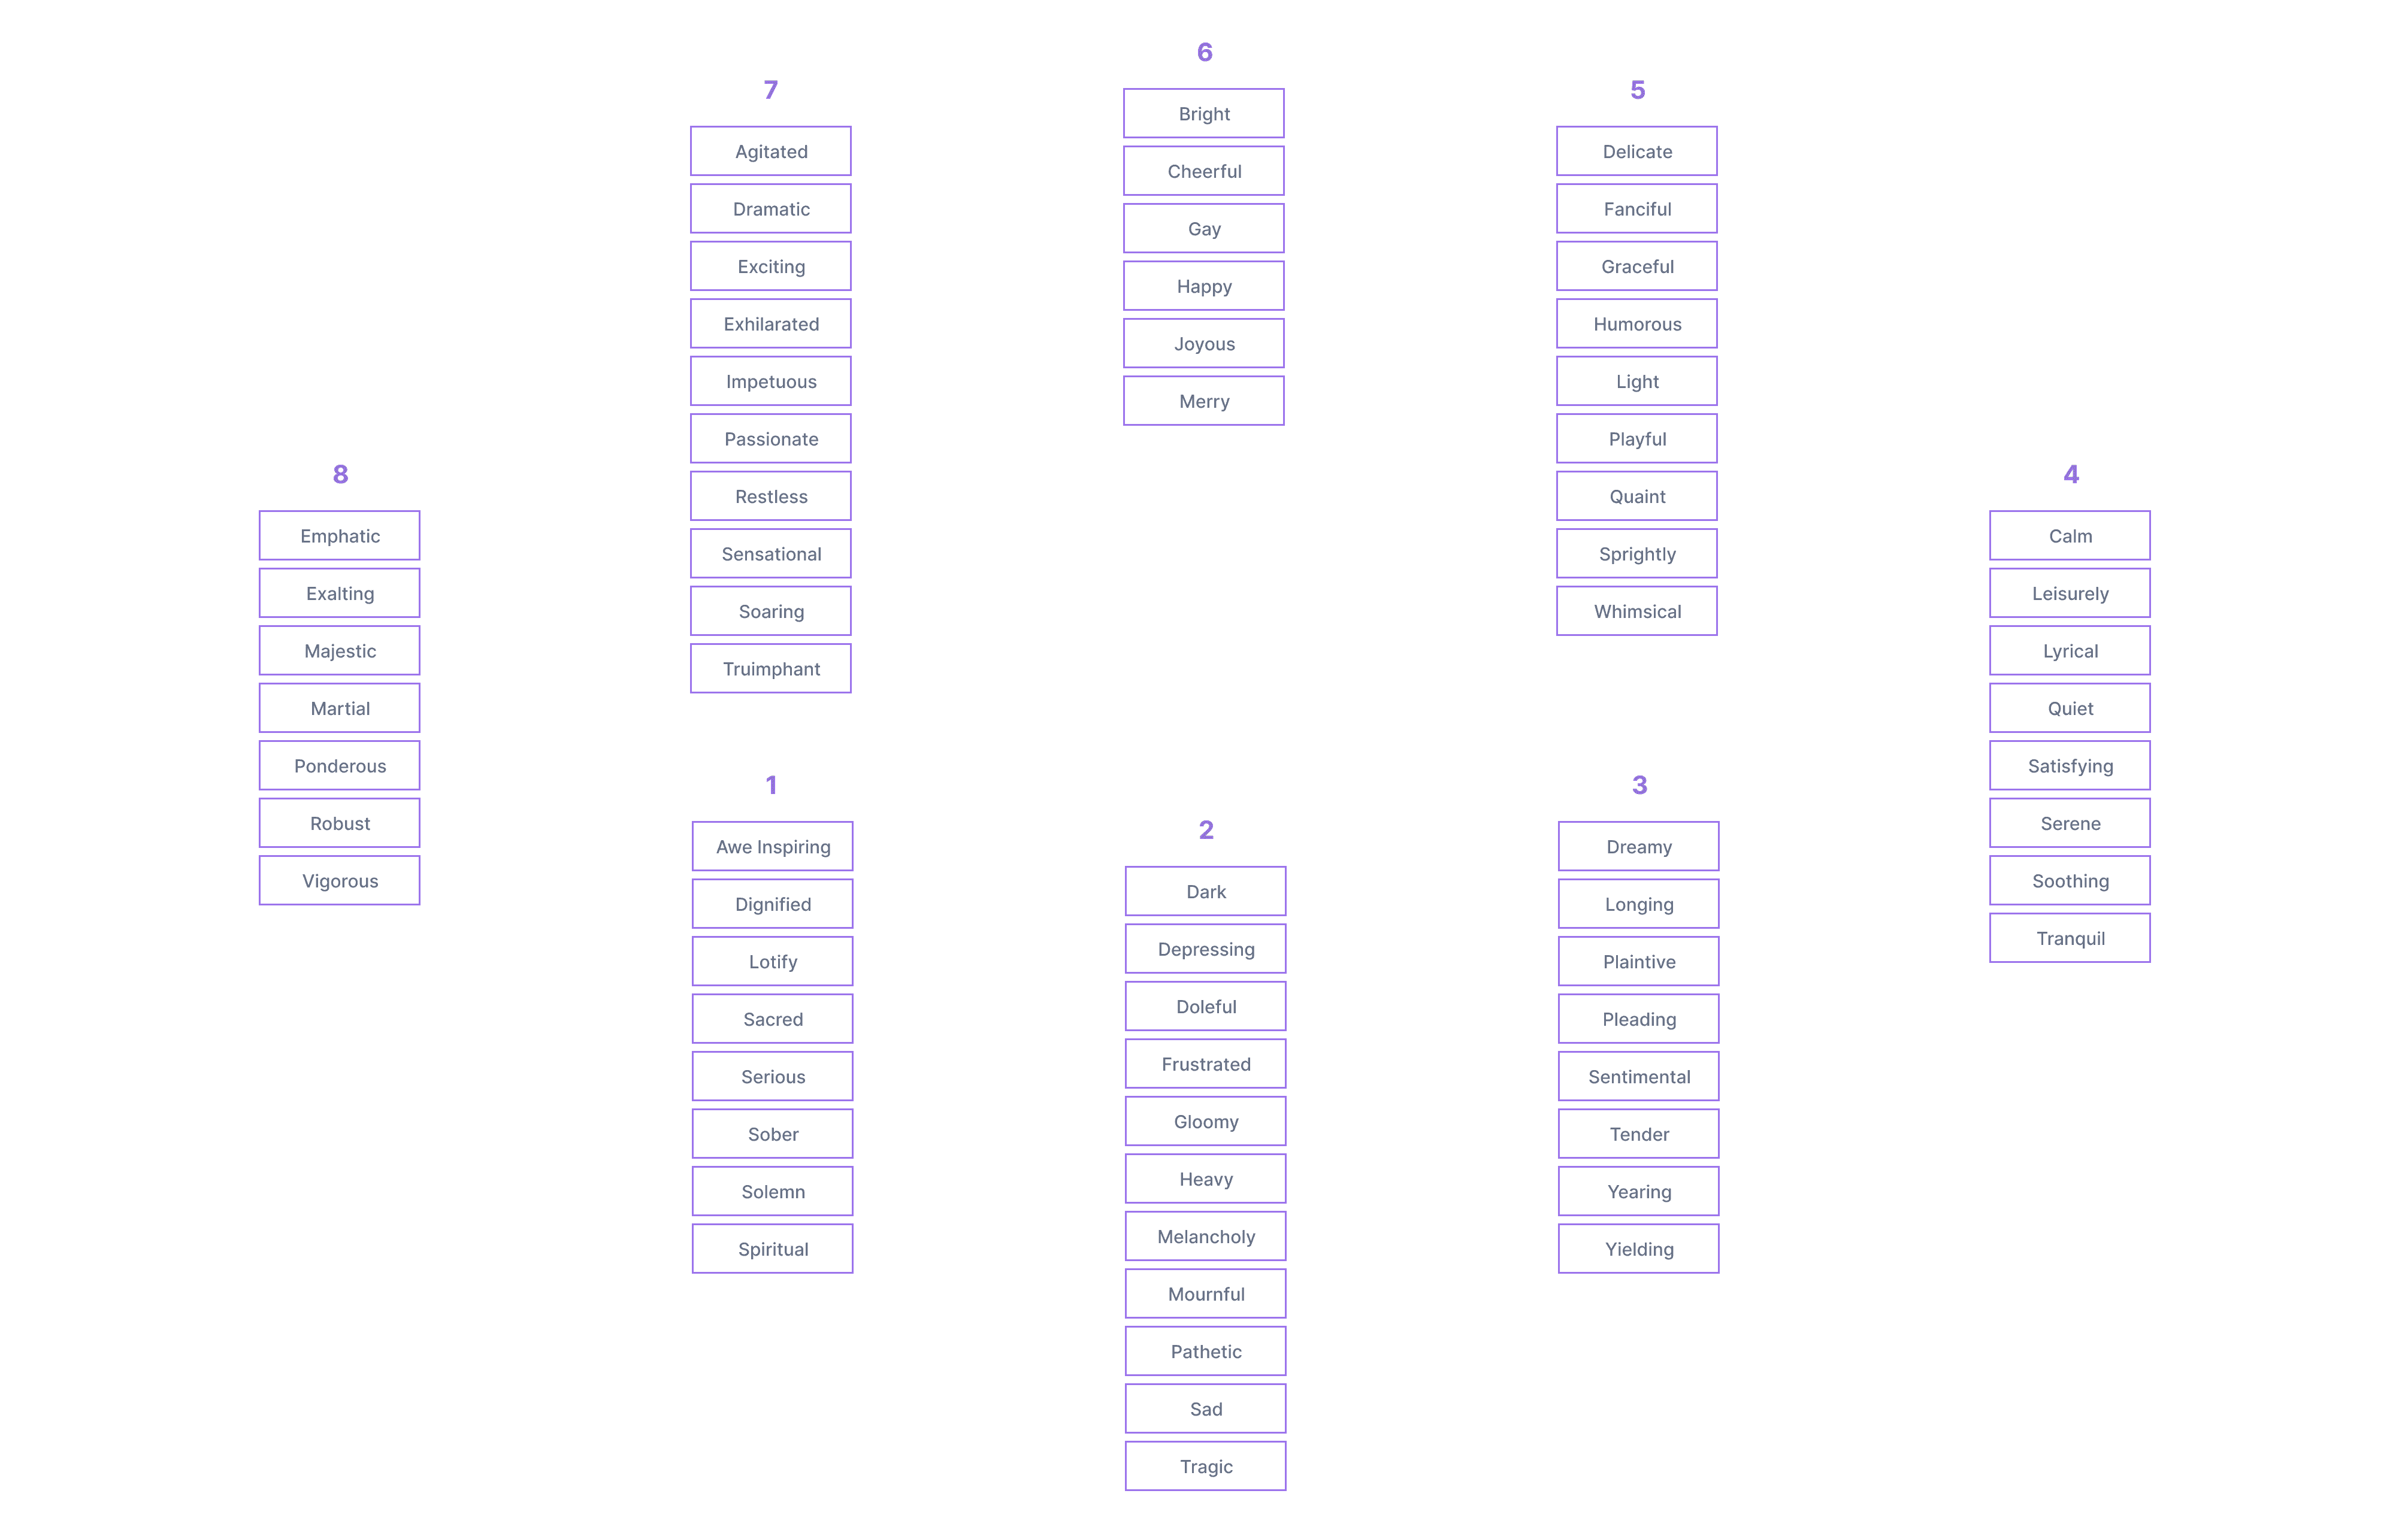 6
Bright
Cheerful
Gay
Happy
Joyous
Merry
7
Agitated
Dramatic
Exciting
Exhilarated
Impetuous
Passionate
Restless
Sensational
Soaring
Truimphant
5
Delicate
Fanciful
Graceful
Humorous
Light
Playful
Quaint
Sprightly
Whimsical
8
Emphatic
Exalting
Majestic
Martial
Ponderous
Robust
Vigorous
4
Calm
Leisurely
Lyrical
Quiet
Satisfying
Serene
Soothing
Tranquil
1
Awe Inspiring
Dignified
Lotify
Sacred
Serious
Sober
Solemn
Spiritual
2
Dark
Depressing
Doleful
Frustrated
Gloomy
Heavy
Melancholy
Mournful
Pathetic
Sad
Tragic
3
Dreamy
Longing
Plaintive
Pleading
Sentimental
Tender
Yearing
Yielding